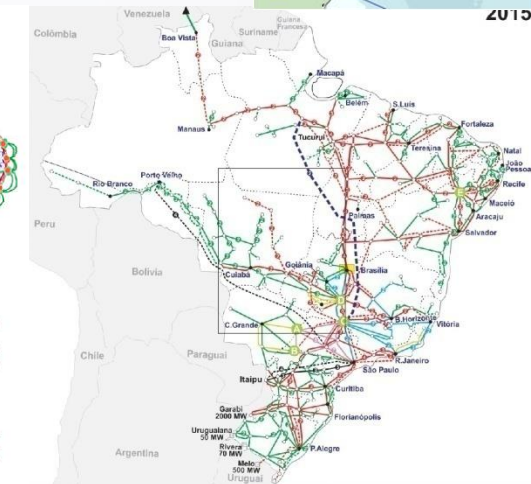 2015
Venezuela
Guiana
Francesa
Suriname
Guiana
Colômbia
Boa Vista
Macapá
Belém
S.Luís
Fortaleza
Manaus
Tucuruí
Teresina
Natal
João
Pessoa
Recife
Porto Velho
Rio Branco
Maceió
Aracaju
Salvador
Palmas
Peru
Bolivia
Cuiabá
Goiânia
Brasília
C.Grande
A
B
D
E
B.Horizonte
Vitória
R.Janeiro
São Paulo
Chile
Paraguai
Itaipu
Curitiba
Garabi
2000 MW
Florianópolis
Uruguaiana
50 MW
Rivera
70 MW
P.Alegre
Melo
500 MW
Argentina
Uruguai